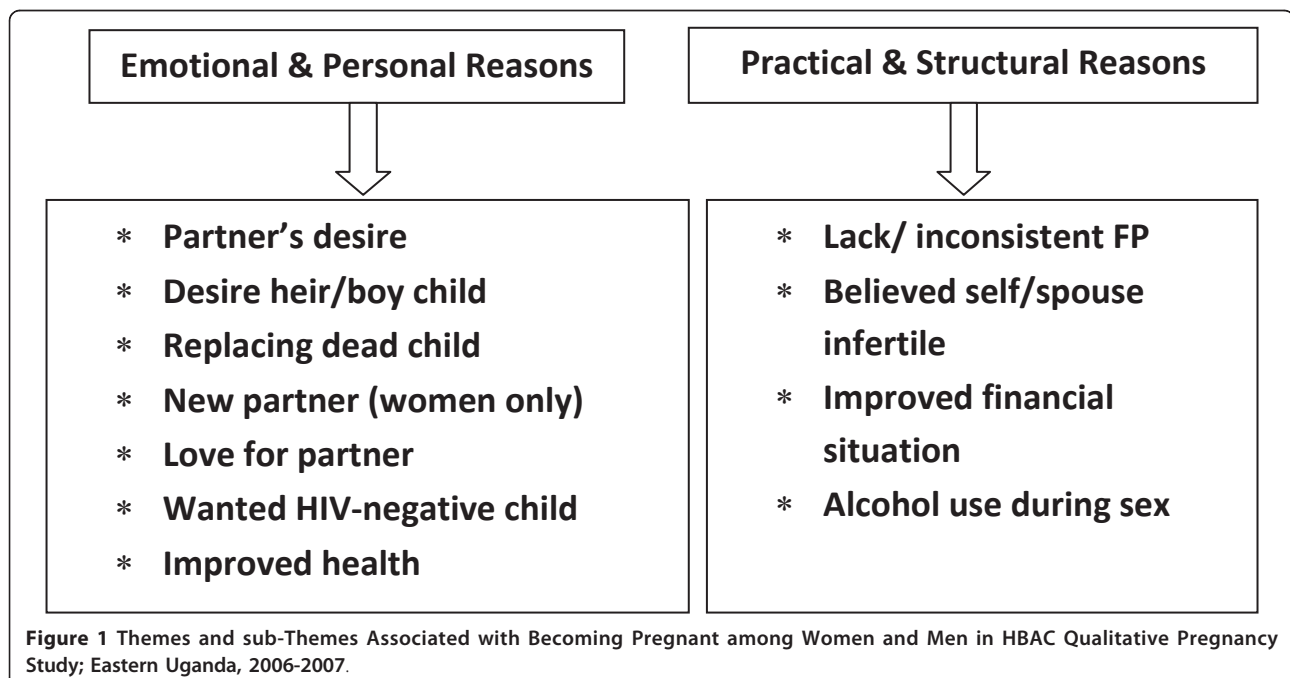 Emotional & Personal Reasons
Practical & Structural Reasons
* Partner's desire
* Desire heir/boy child
* Replacing dead child
* New partner (women only)
* Love for partner
* Wanted HIV-negative child
* Improved health
* Lack/ inconsistent FP
* Believed self/spouse
infertile
* Improved financial
situation
* Alcohol use during sex
Figure 1 Themes and sub-Themes Associated with Becoming Pregnant among Women and Men in HBAC Qualitative Pregnancy
Study; Eastern Uganda, 2006-2007.